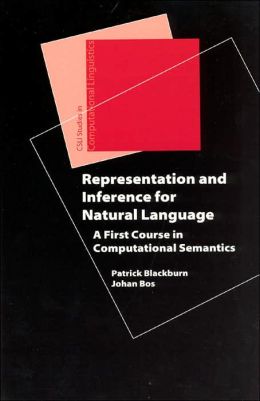 CSLI Studies in
Computational Linguistics
Representation and
Inference for
Natural Language
A First Course in
Computational Semantics
Patrick Blackburn
Johan Bos